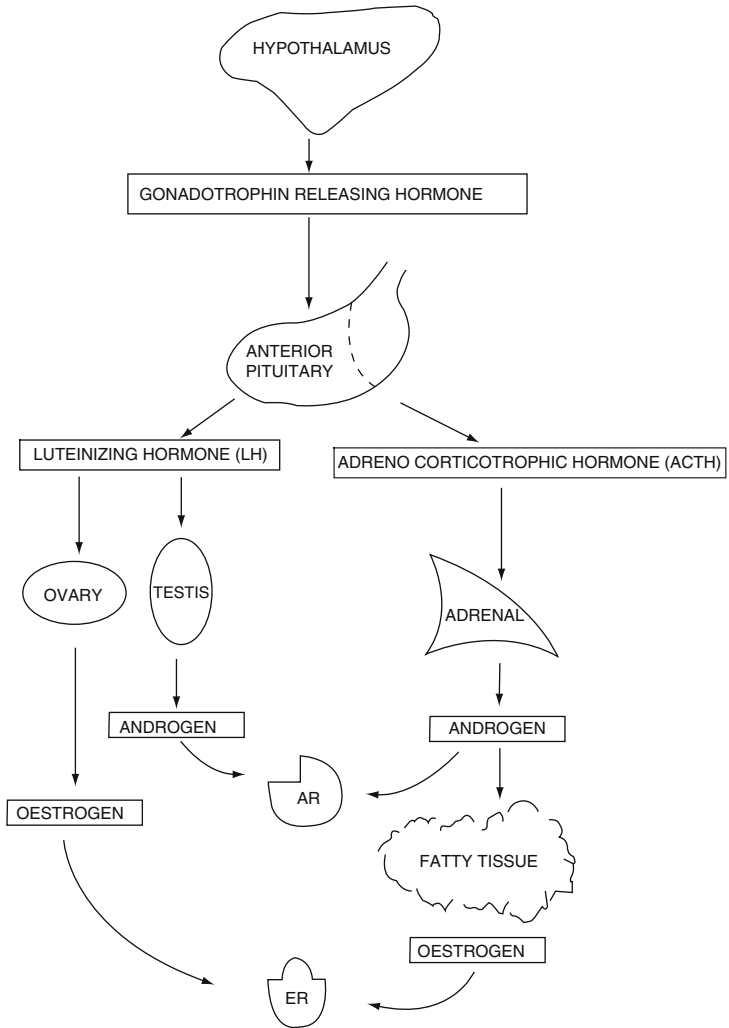 HYPOTHALAMUS
GONADOTROPHIN RELEASING HORMONE
ANTERIOR
PITUITARY
LUTEINIZING HORMONE (LH)
ADRENO CORTICOTROPHIC HORMONE (ACTH)
OVARY
TESTIS
ADRENAL
ANDROGEN
ANDROGEN
AR
OESTROGEN
FATTY TISSUE
OESTROGEN
ER